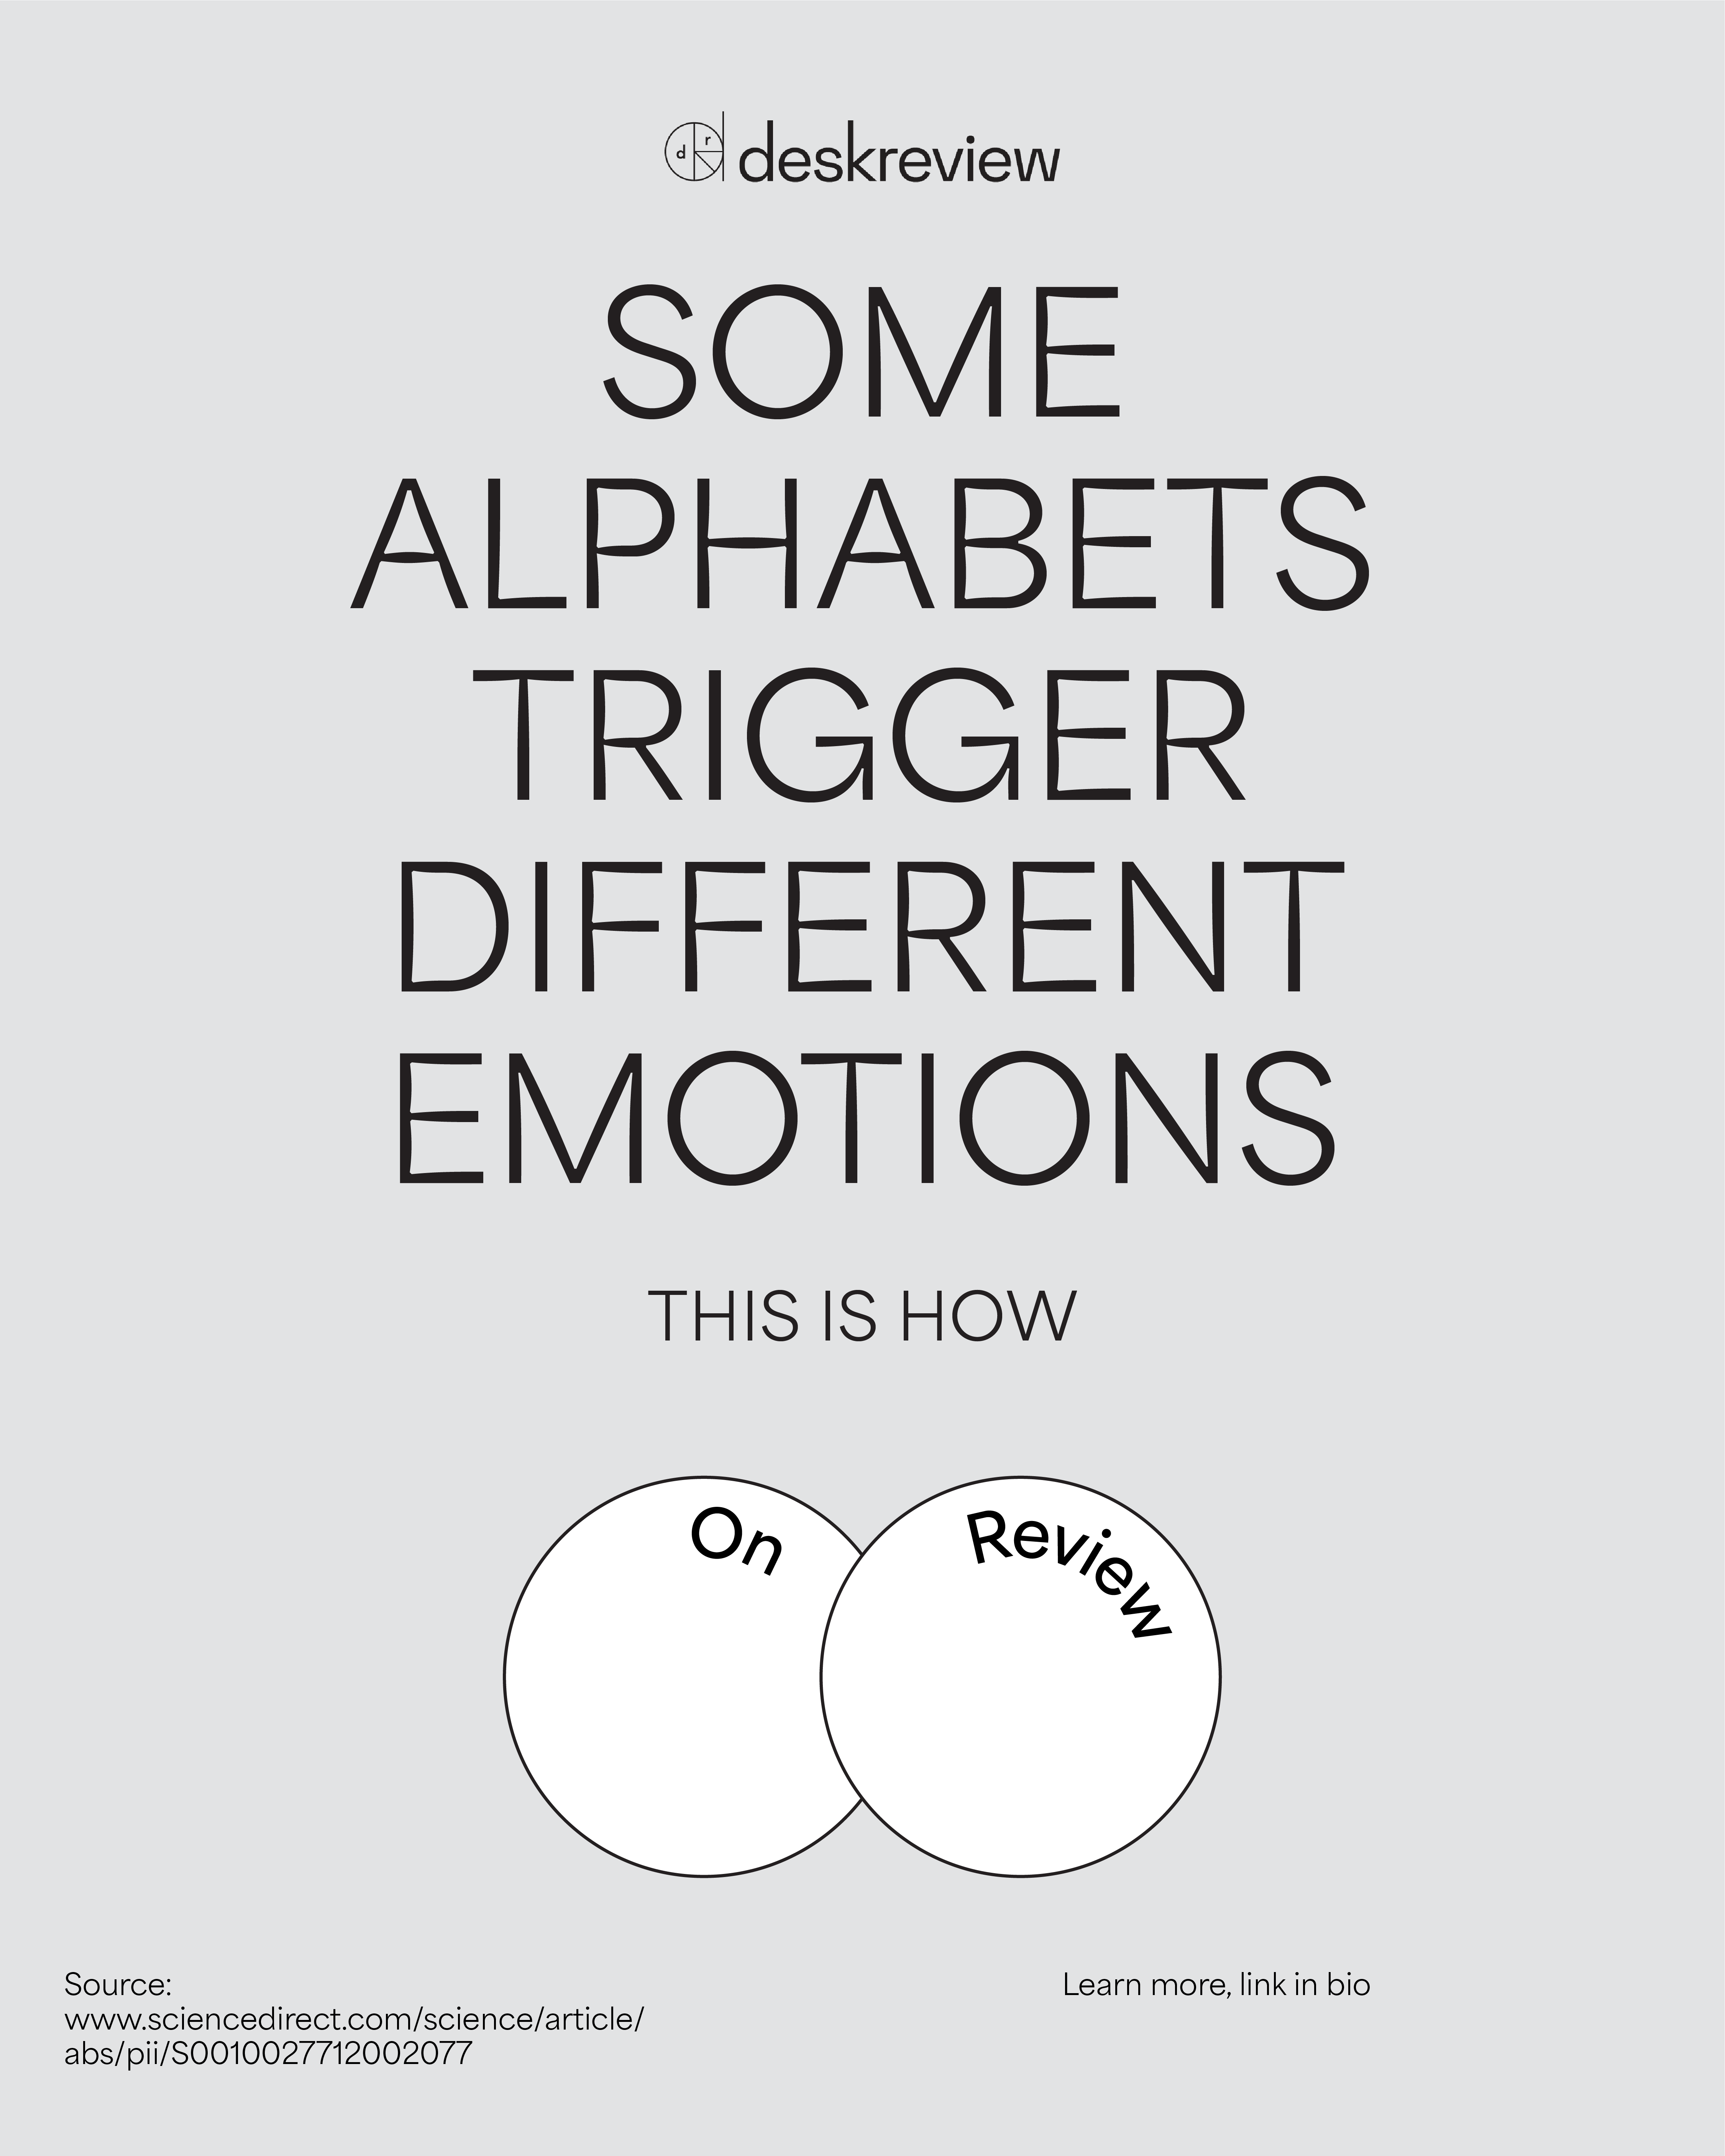 dr deskreview
SOME
ALPHABETS
TRIGGER
DIFFERENT
EMOTIONS
THIS IS HOW
On Review
Source:
www.sciencedirect.com/science/article/
abs/pii/S0010027712002077
Learn more, link in bio